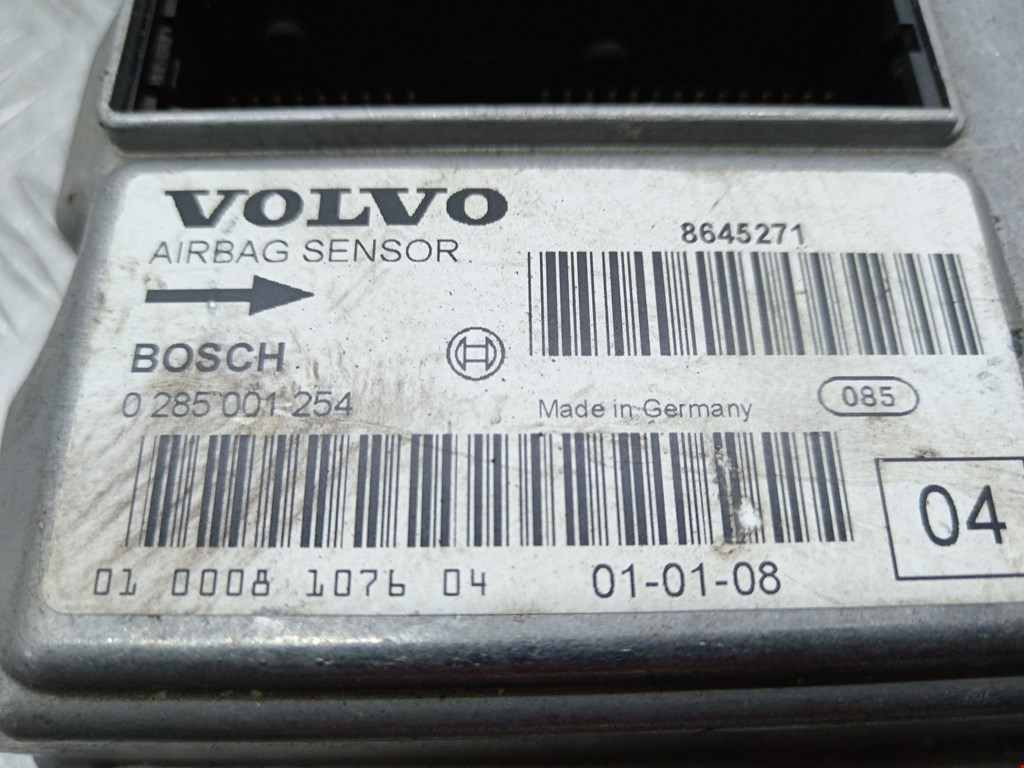 VOLVO
AIRBAG SENSOR
8645271
BOSCH
0 285 001 254
Made in Germany
085
04
01 0008 1076 04
01-01-08